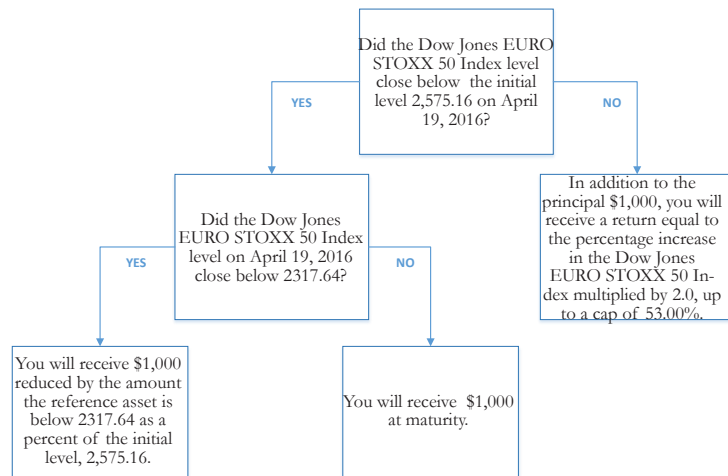 Did the Dow Jones EURO
STOXX 50 Index level
close below the initial
level 2,575.16 on April
19, 2016?
YES
NO
Did the Dow Jones
EURO STOXX 50 Index
level on April 19, 2016
close below 2317.64?
In addition to the
principal $1,000, you will
receive a return equal to
the percentage increase
in the Dow Jones
EURO STOXX 50 In-
dex multiplied by 2.0, up
to a cap of 53.00%.
YES
NO
You will receive $1,000
reduced by the amount
the reference asset is
below 2317.64 as a
percent of the initial
level, 2,575.16.
You will receive $1,000
at maturity.